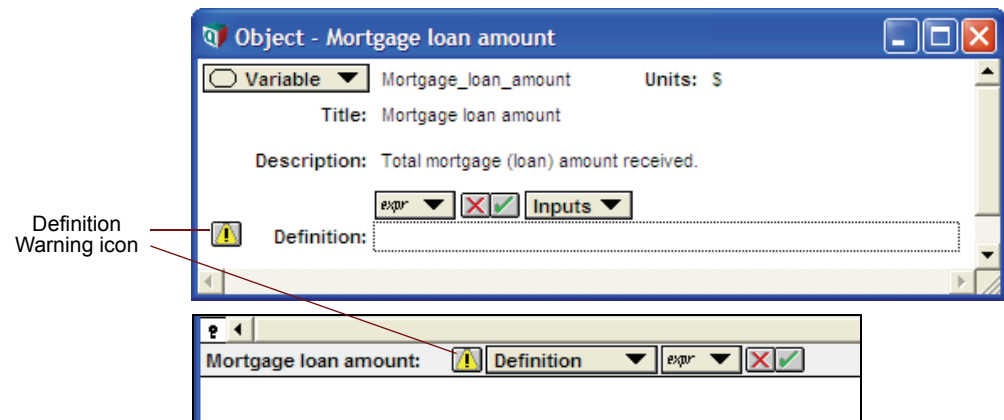 Object - Mortgage loan amount
Variable Mortgage_loan_amount Units: $
Title: Mortgage loan amount
Description: Total mortgage (loan) amount received.
expr Inputs
Definition:
Definition
Warning icon
?
Mortgage loan amount: Definition expr